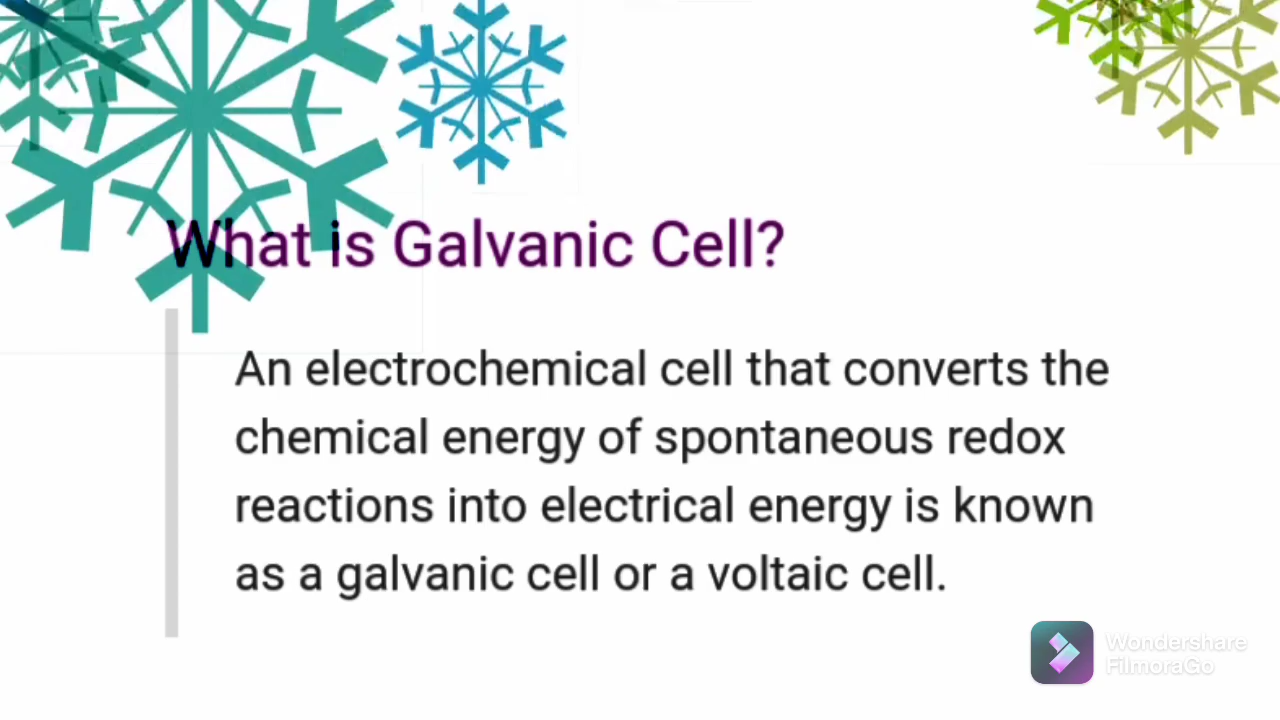 What is Galvanic Cell?
An electrochemical cell that converts the
chemical energy of spontaneous redox
reactions into electrical energy is known
as a galvanic cell or a voltaic cell.
Wondershare
FilmoraGo